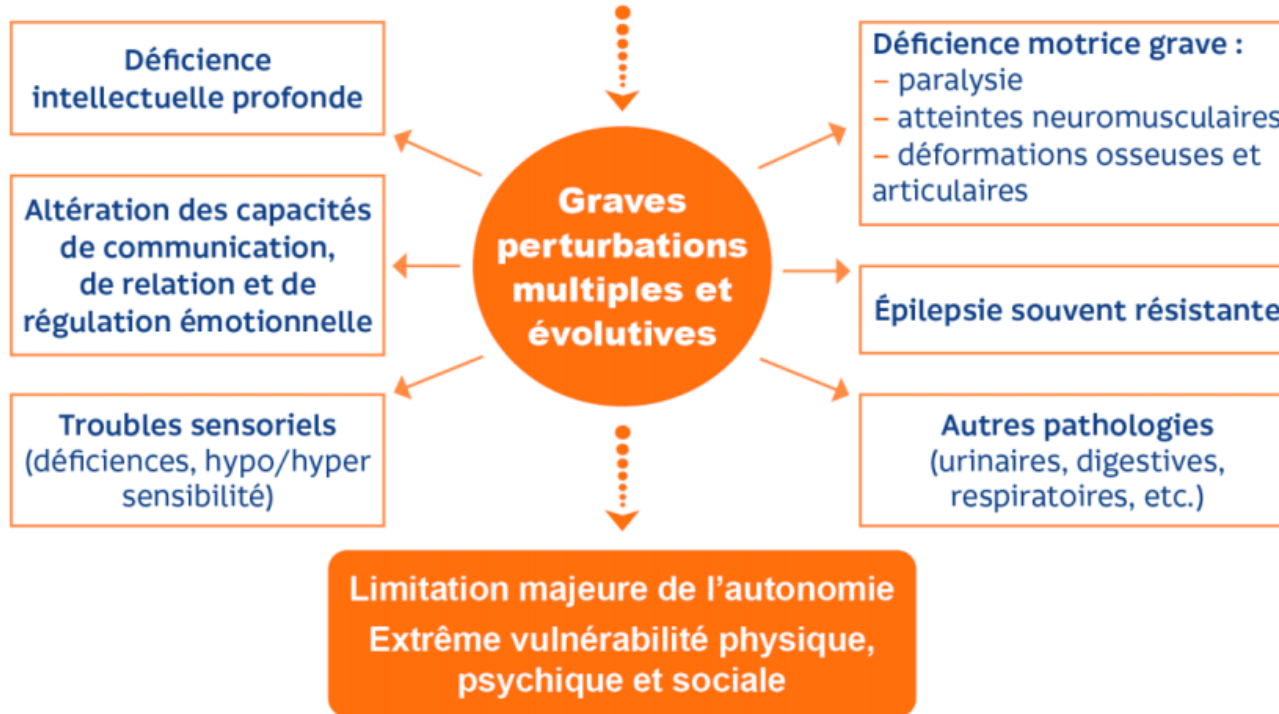 Déficience
intellectuelle profonde
Altération des capacités
de communication,
de relation et de
régulation émotionnelle
Troubles sensoriels
(déficiences, hypo/hyper
sensibilité)
Graves
perturbations
multiples et
évolutives
Déficience motrice grave :
– paralysie
– atteintes neuromusculaires
– déformations osseuses et
articulaires
Épilepsie souvent résistante
Autres pathologies
(urinaires, digestives,
respiratoires, etc.)
Limitation majeure de l'autonomie
Extrême vulnérabilité physique,
psychique et sociale